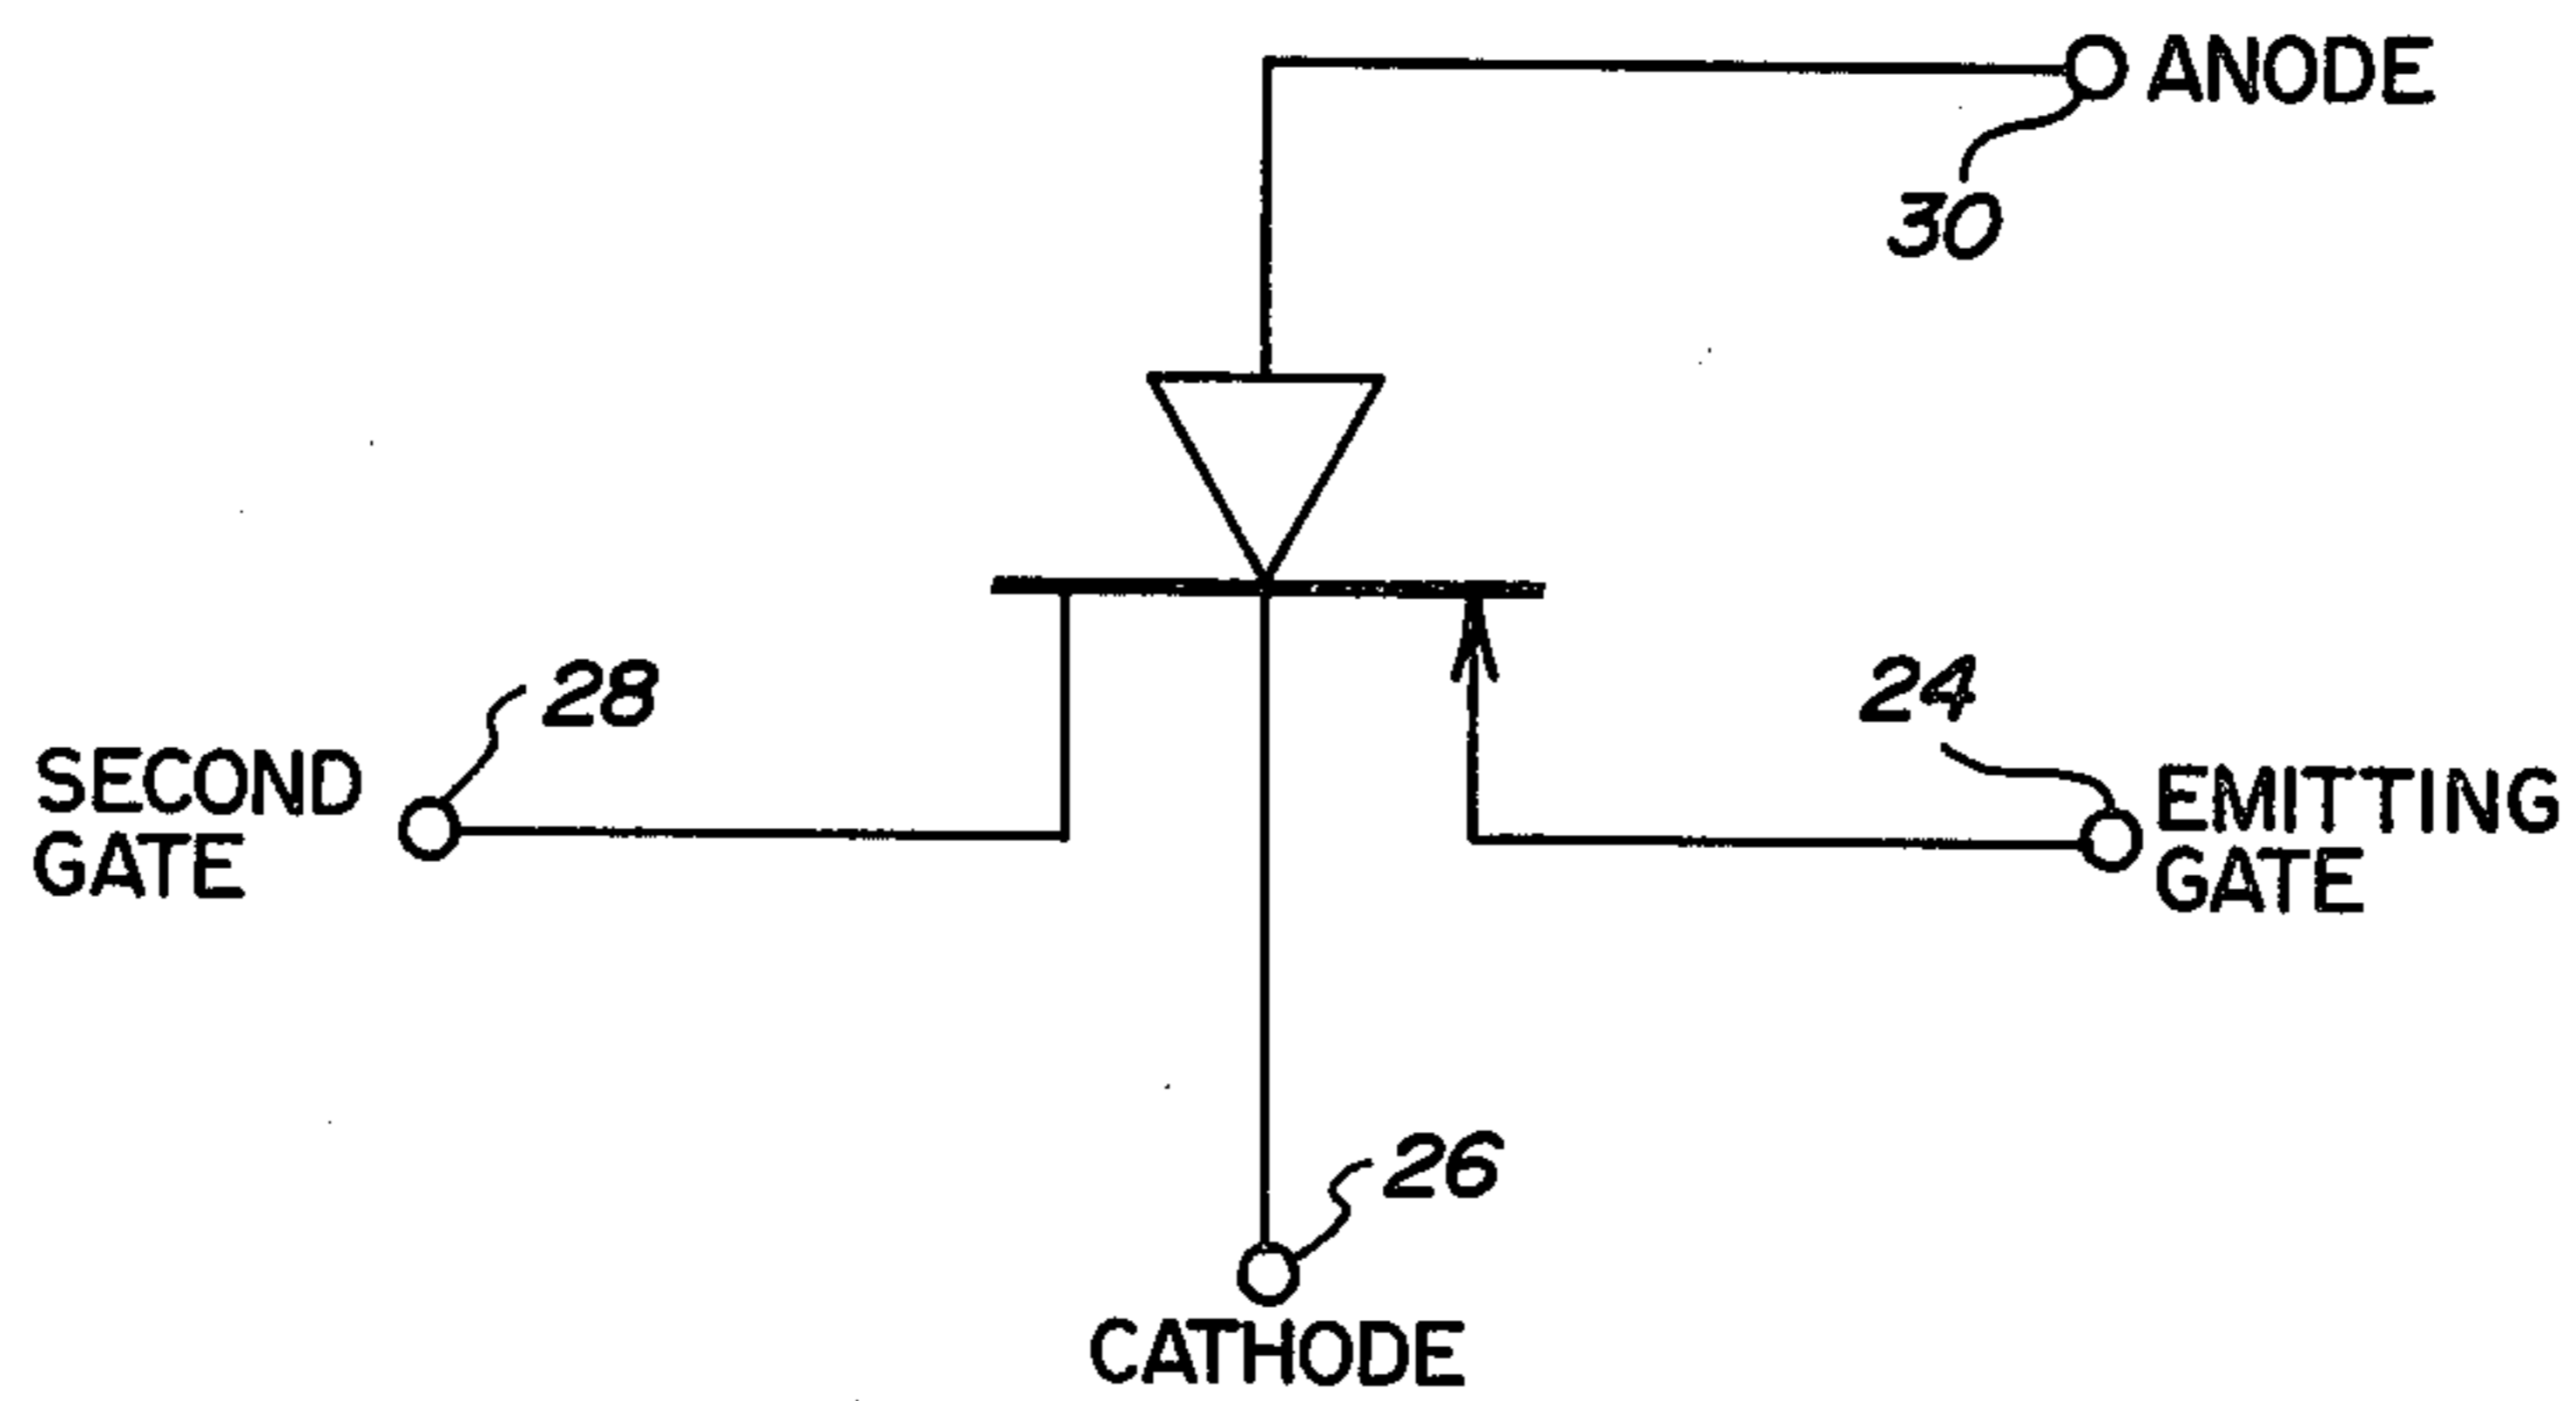 ANODE
30
28
24
SECOND
GATE
EMITTING
GATE
26
CATHODE